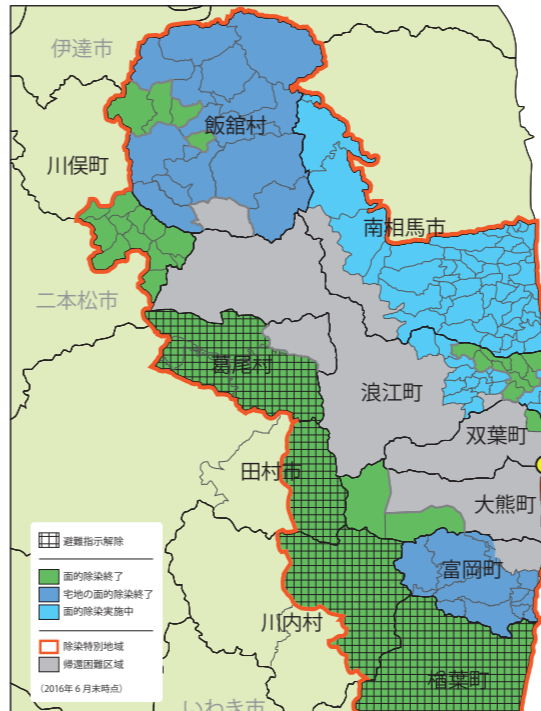 伊達市
飯舘村
川俣町
南相馬市
二本松市
葛尾村
浪江町
双葉町
田村市
大熊町
富岡町
川内村
楢葉町
いわき市
避難指示解除
面的除染終了
宅地の面的除染終了
面的除染実施中
除染特別地域
帰還困難区域
(2016年6月末時点)